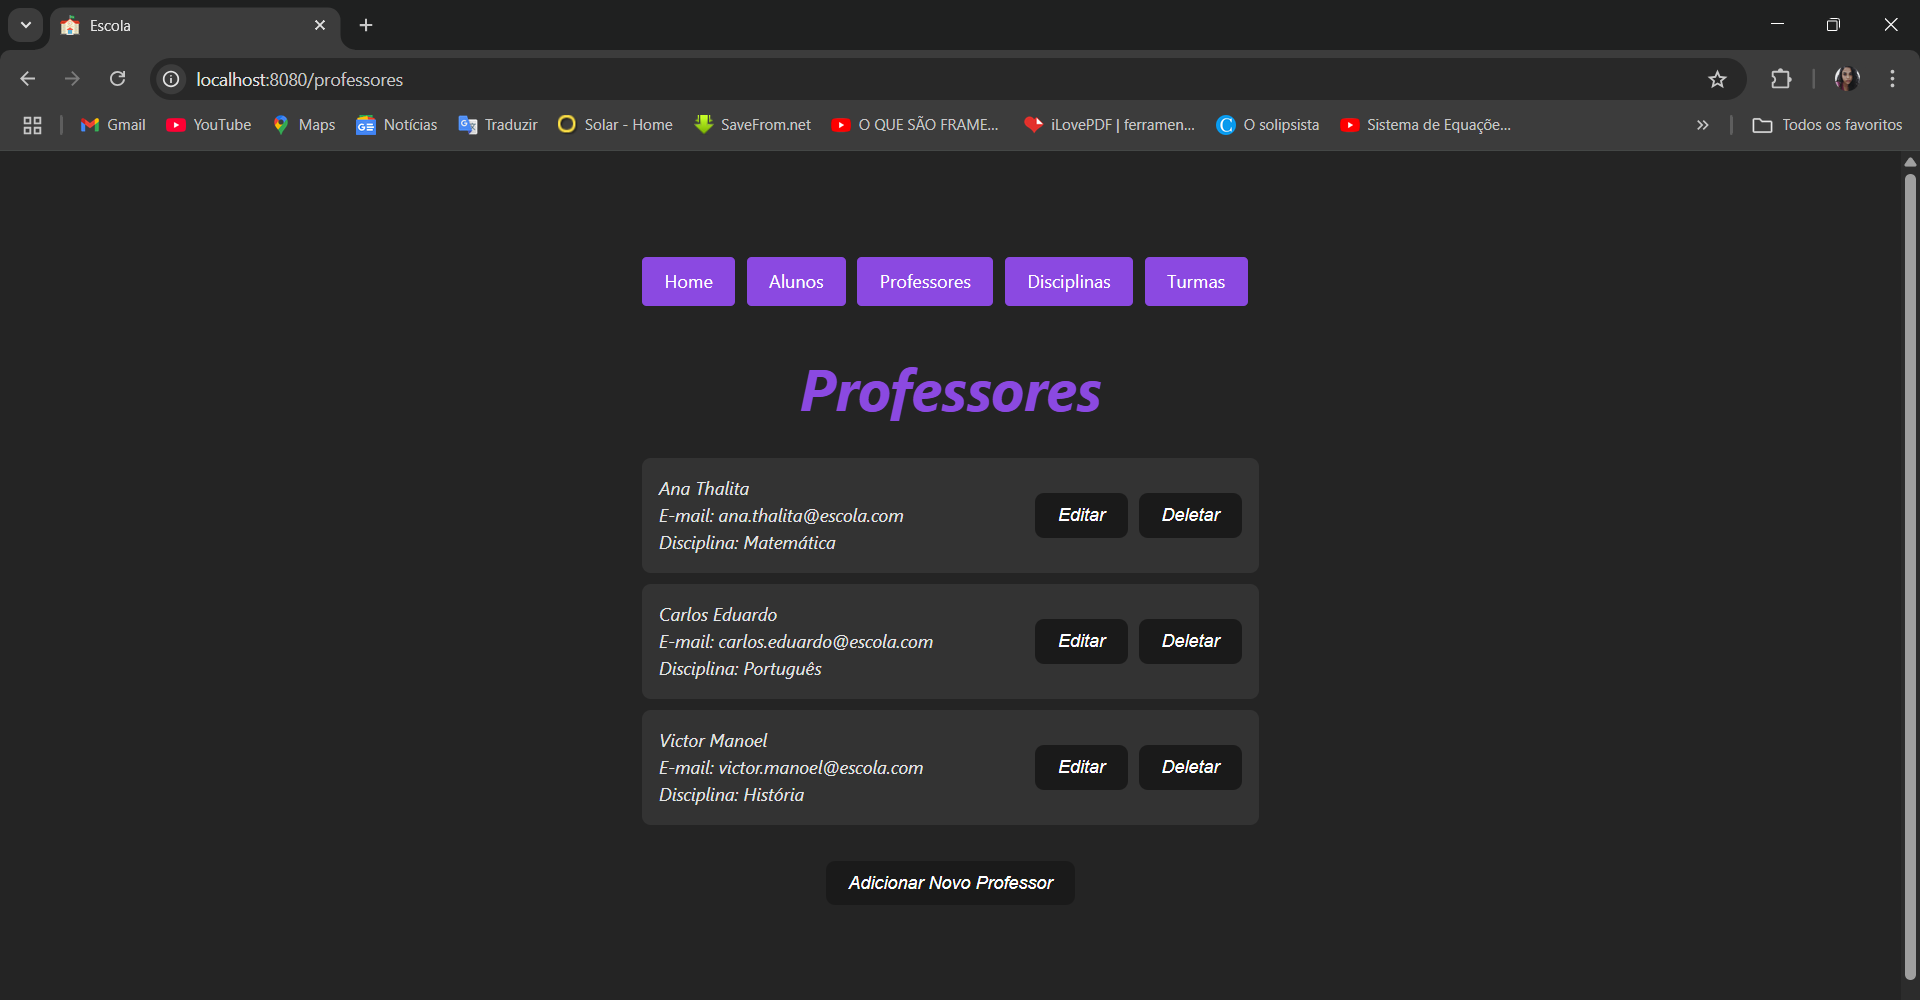 Escola
localhost:8080/professores
Gmail YouTube Maps Notícias Traduzir Solar - Home SaveFrom.net O QUE SÃO FRAME... iLovePDF | ferramen... O solipsista Sistema de Equaçõe... Todos os favoritos
Home Alunos Professores Disciplinas Turmas
Professores
Ana Thalita
E-mail: ana.thalita@escola.com
Disciplina: Matemática
Editar Deletar
Carlos Eduardo
E-mail: carlos.eduardo@escola.com
Disciplina: Português
Editar Deletar
Victor Manoel
E-mail: victor.manoel@escola.com
Disciplina: História
Editar Deletar
Adicionar Novo Professor